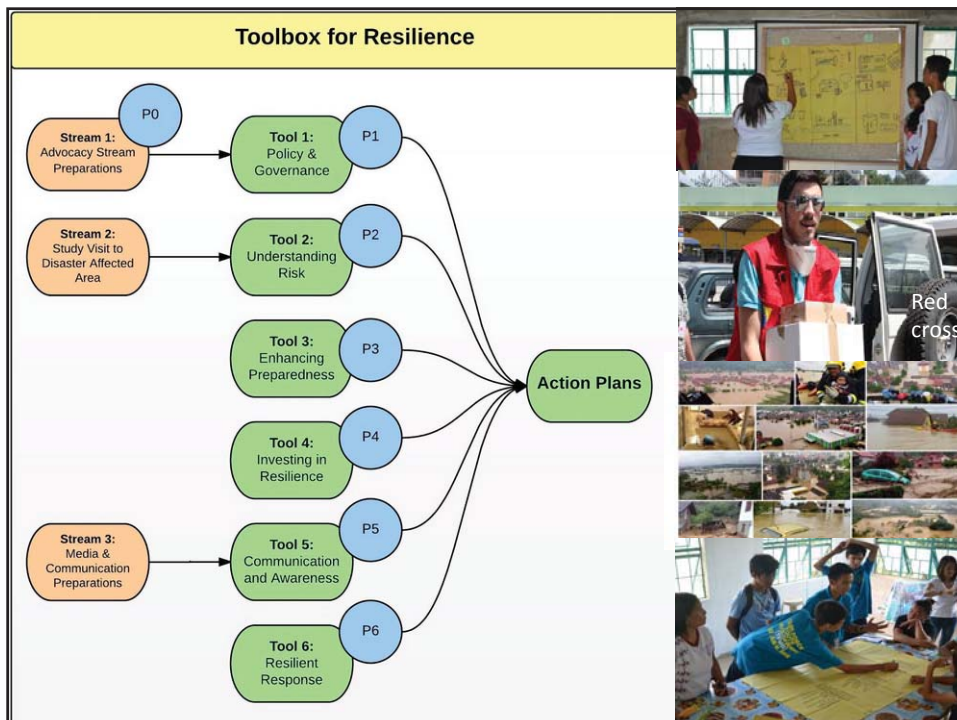 Toolbox for Resilience
P0
Stream 1:
Advocacy Stream
Preparations
Tool 1:
Policy &
Governance
P1
Stream 2:
Study Visit to
Disaster Affected
Area
Tool 2:
Understanding
Risk
P2
Tool 3:
Enhancing
Preparedness
P3
Action Plans
Tool 4:
Investing in
Resilience
P4
Stream 3:
Media &
Communication
Preparations
Tool 5:
Communication
and Awareness
P5
Tool 6:
Resilient
Response
P6
Red
cross